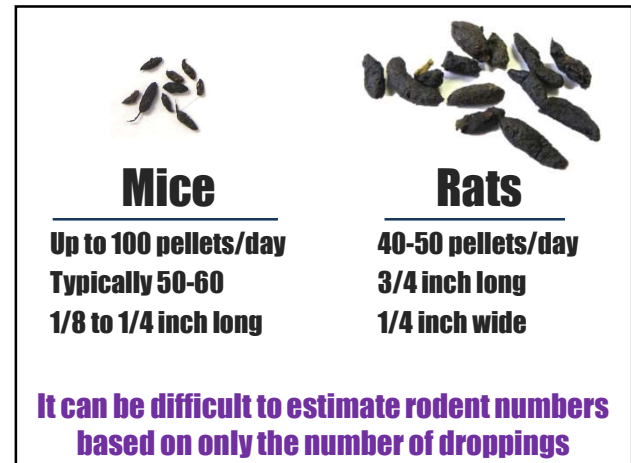 Mice
Up to 100 pellets/day
Typically 50-60
1/8 to 1/4 inch long
Rats
40-50 pellets/day
3/4 inch long
1/4 inch wide
It can be difficult to estimate rodent numbers
based on only the number of droppings